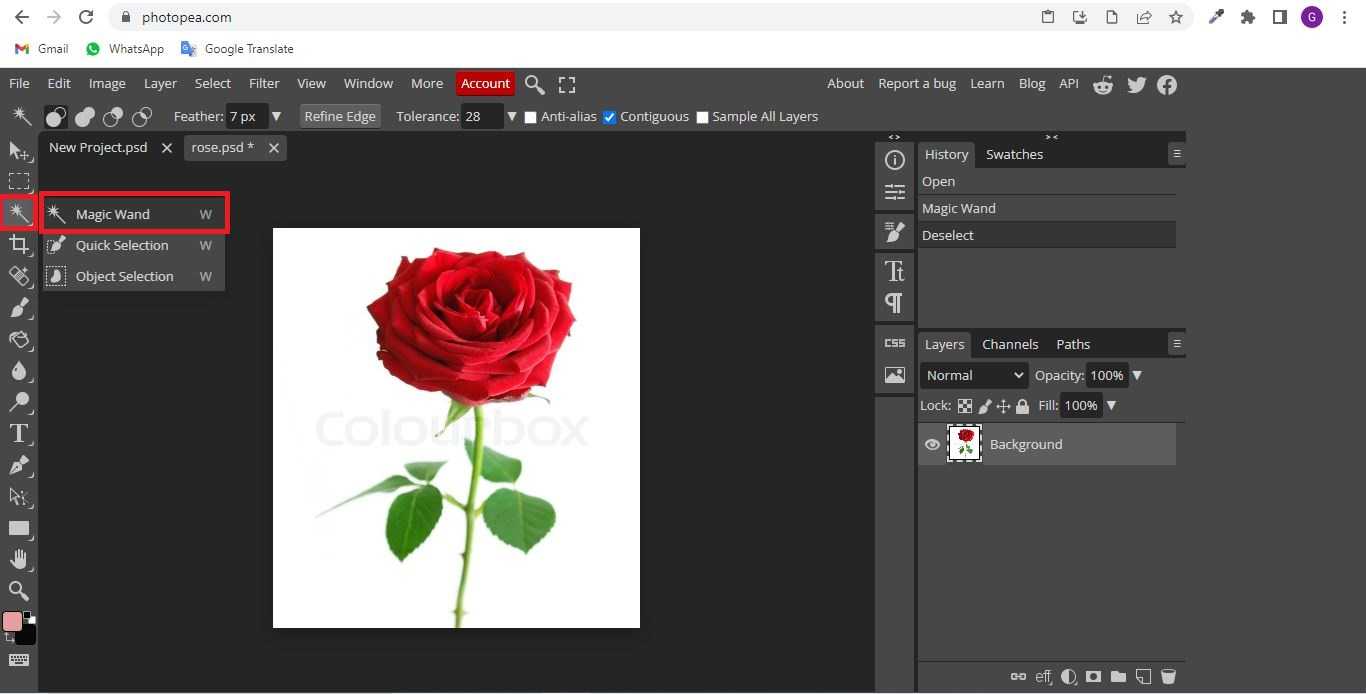 photopea.com
G
Gmail WhatsApp Google Translate
File Edit Image Layer Select Filter View Window More Account About Report a bug Learn Blog API
Feather: 7 px Refine Edge Tolerance: 28 Anti-alias Contiguous Sample All Layers
New Project.psd rose.psd *
History Swatches
Open
Magic Wand
Deselect
Magic Wand W
Quick Selection W
Object Selection W
CSS
Layers Channels Paths
Normal Opacity: 100%
Lock: Fill: 100%
Background
Colourbox
eff